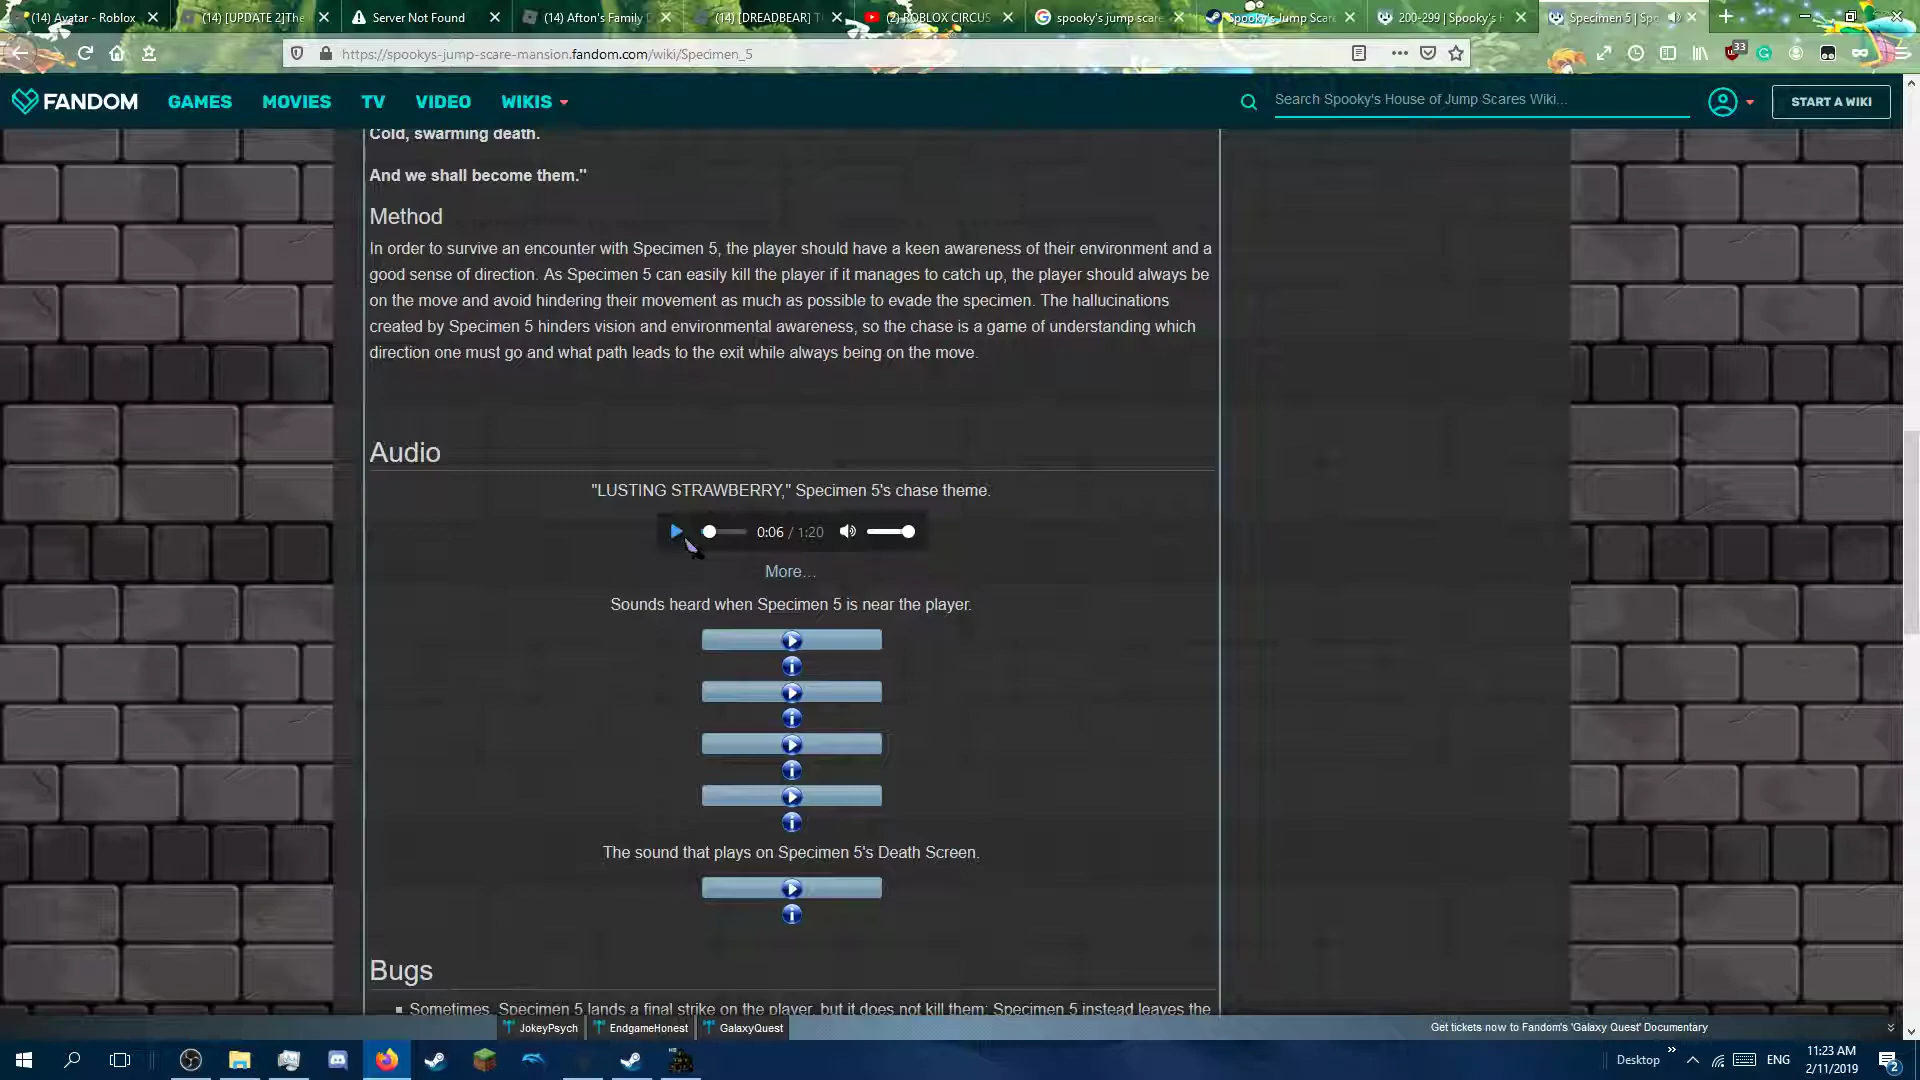 (14) Avatar - Roblox
(14) [UPDATE 2]The
Server Not Found
(14) Afton's Family
(14) [DREADBEAR] T
(2) ROBLOX CIRCUS
spooky's jump scare
Spooky's Jump Scare
200-299 | Spooky's H
Specimen 5 | Spo
https://spookys-jump-scare-mansion.fandom.com/wiki/Specimen_5
33
FANDOM
GAMES
MOVIES
TV
VIDEO
WIKIS
Search Spooky's House of Jump Scares Wiki...
START A WIKI
Cold, swarming death.
And we shall become them."
Method
In order to survive an encounter with Specimen 5, the player should have a keen awareness of their environment and a
good sense of direction. As Specimen 5 can easily kill the player if it manages to catch up, the player should always be
on the move and avoid hindering their movement as much as possible to evade the specimen. The hallucinations
created by Specimen 5 hinders vision and environmental awareness, so the chase is a game of understanding which
direction one must go and what path leads to the exit while always being on the move.
Audio
"LUSTING STRAWBERRY," Specimen 5's chase theme.
0:06 / 1:20
More…
Sounds heard when Specimen 5 is near the player.
The sound that plays on Specimen 5's Death Screen.
Bugs
Sometimes, Specimen 5 lands a final strike on the player, but it does not kill them; Specimen 5 instead leaves the
JokeyPsych
EndgameHonest
GalaxyQuest
Get tickets now to Fandom's 'Galaxy Quest' Documentary
Desktop
ENG
11:23 AM
2/11/2019
2